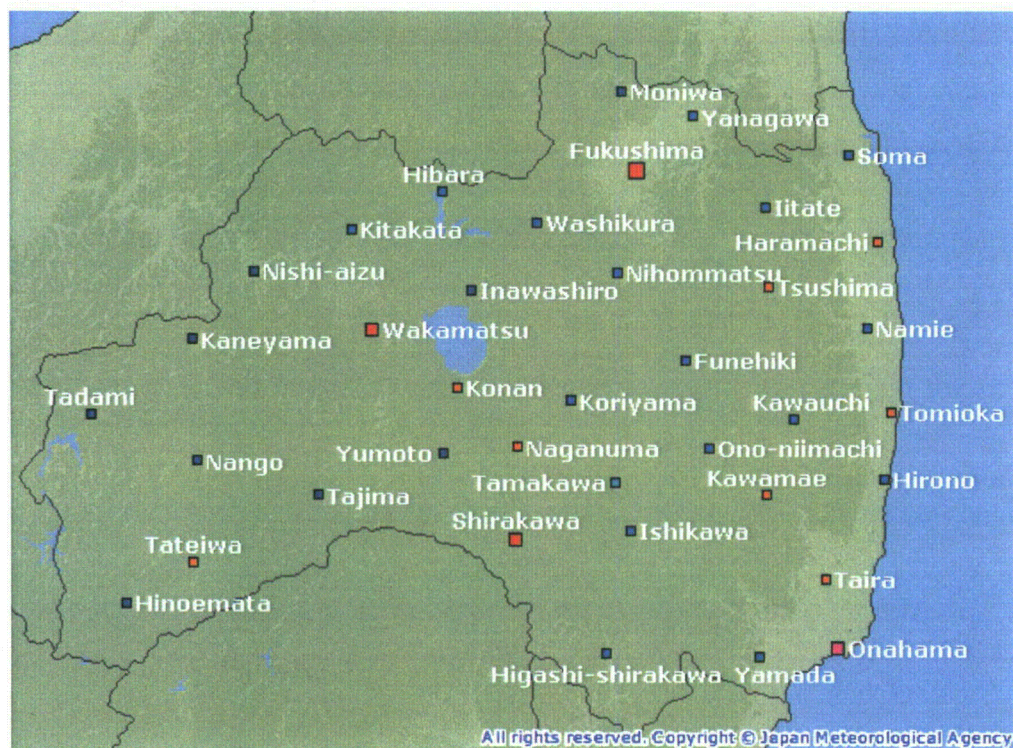 Moniwa
Yanagawa
Fukushima
Soma
Hibara
Iitate
Washikura
Kitakata
Haramachi
Nishi-aizu
Nihommatsu
Tsushima
Inawashiro
Wakamatsu
Namie
Kaneyama
Funehiki
Konan
Tadami
Koriyama
Kawauchi
Tomioka
Naganuma
Ono-niimachi
Yumoto
Nango
Tamakawa
Kawamae
Hirono
Tajima
Shirakawa
Ishikawa
Tateiwa
Taira
Hinoemata
Onahama
Higashi-shirakawa
Yamada
All rights reserved. Copyright © Japan Meteorological Agency